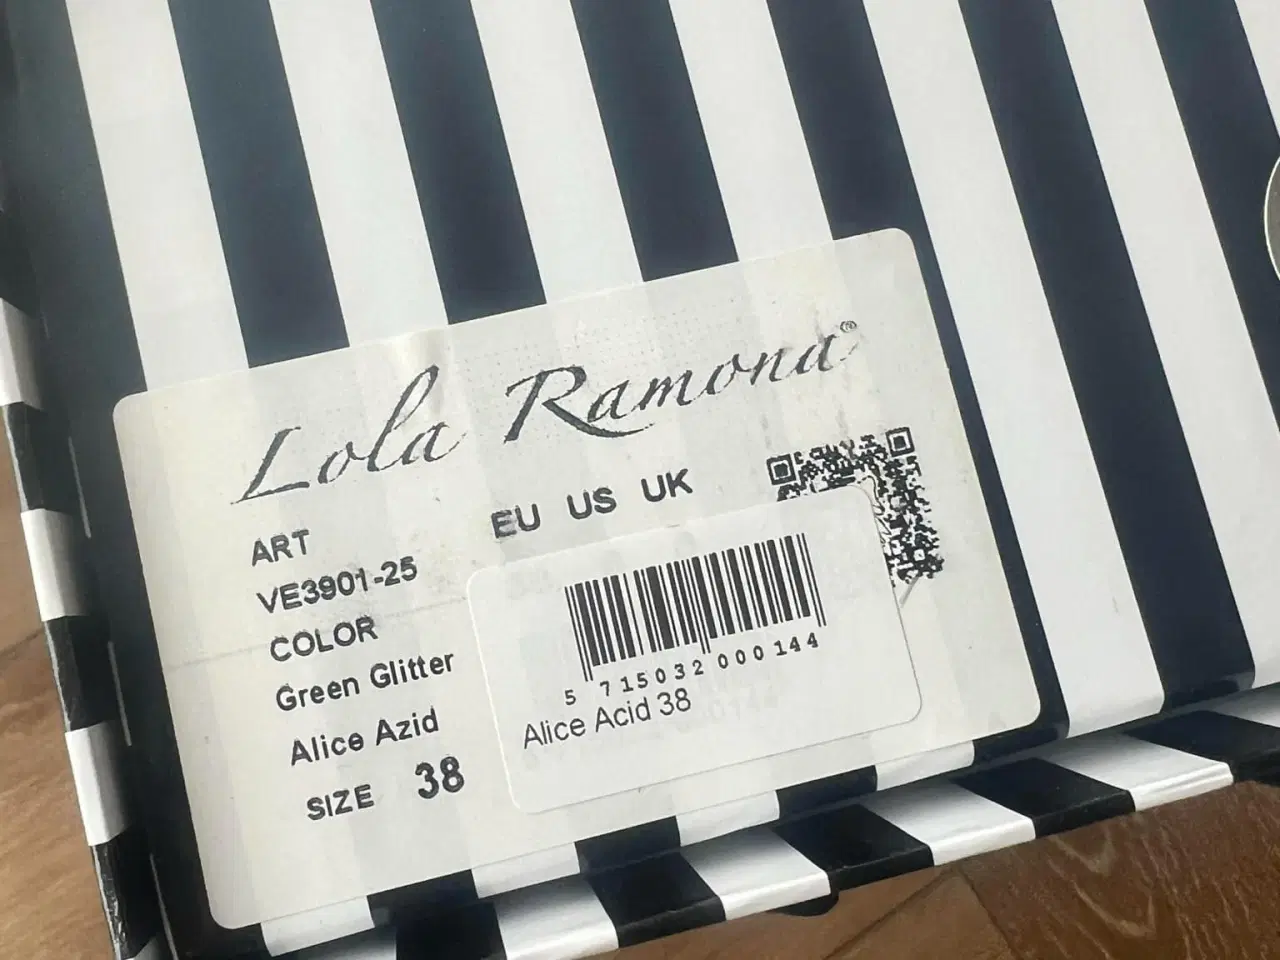 Lola Ramona®
EU US UK
ART
VE3901-25
COLOR
Green Glitter
Alice Azid
SIZE 38
5 715032 000144
Alice Acid 38